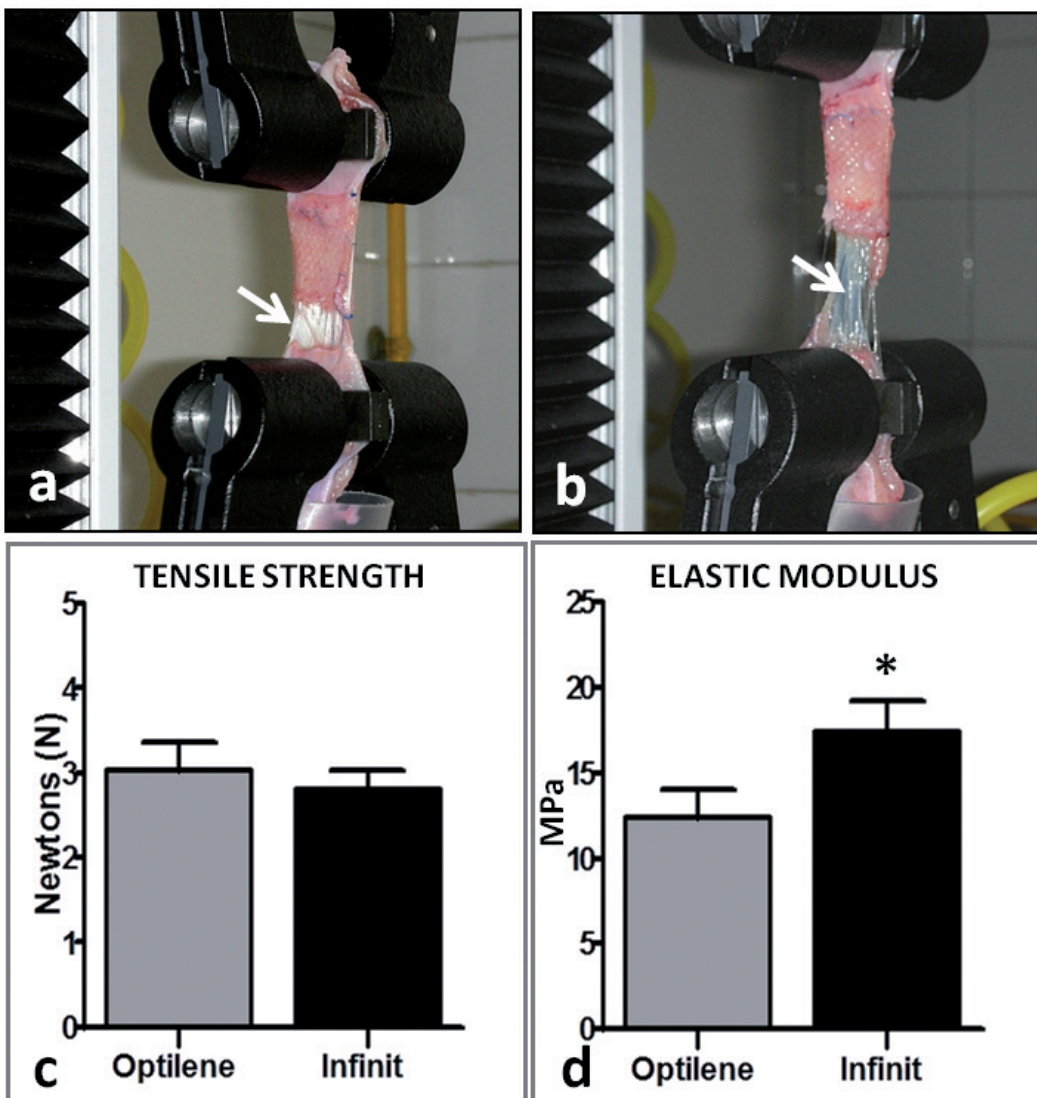 a
b
TENSILE STRENGTH
Newtons (N)
5
4
3
2
1
0
Optilene
Infinit
c
ELASTIC MODULUS
MPa
25
20
15
10
5
0
*
Optilene
Infinit
d